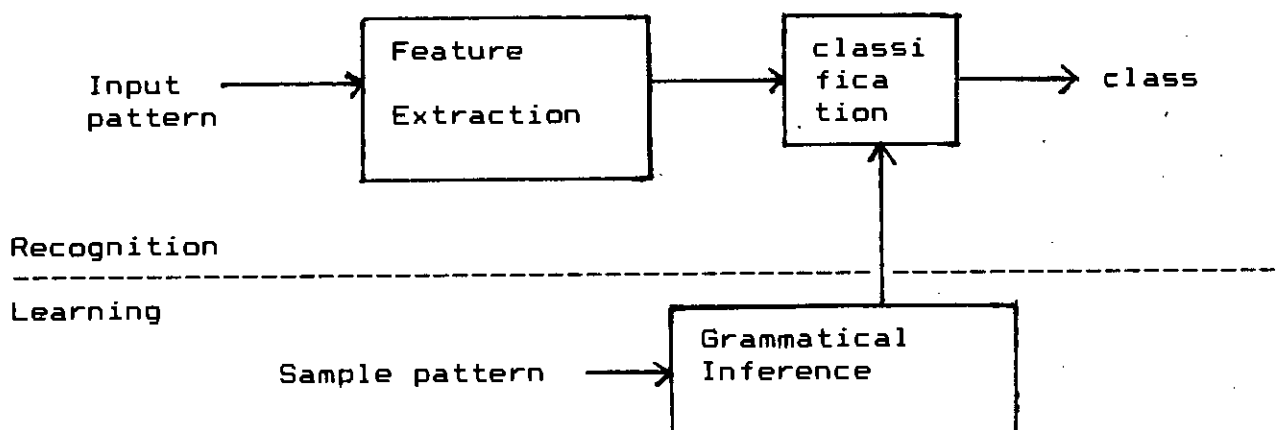 Feature
Extraction
Input
pattern
classi
fica
tion
class
Recognition
Learning
Sample pattern
Grammatical
Inference